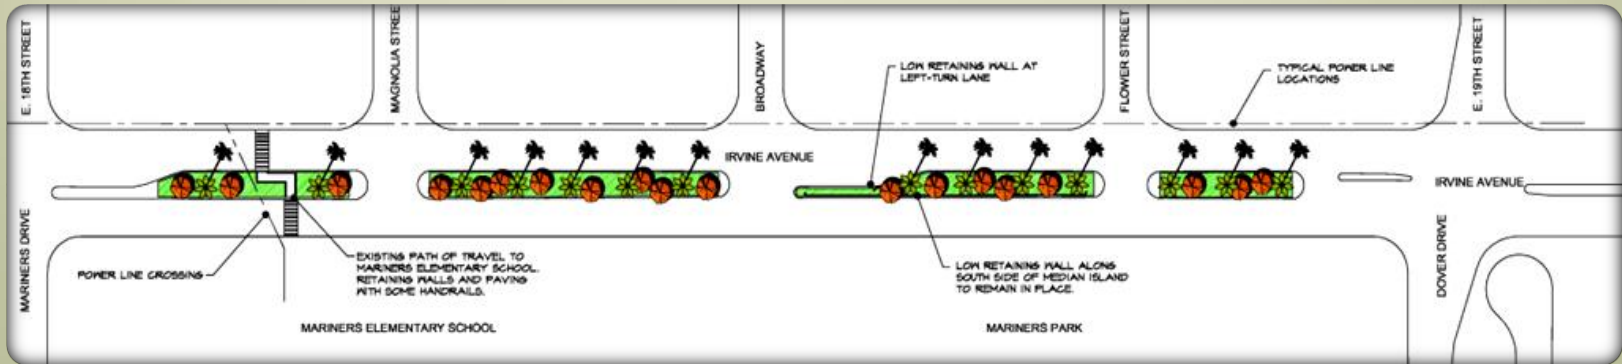 E. 18TH STREET
MAGNOLIA STREE
BROADWAY
FLOWER STREET
E. 19TH STREET
LOW RETAINING WALL AT
LEFT-TURN LANE
TYPICAL POWER LINE
LOCATIONS
IRVINE AVENUE
IRVINE AVENUE
MARINERS DRIVE
DOVER DRIVE
POWER LINE CROSSING
EXISTING PATH OF TRAVEL TO
MARINERS ELEMENTARY SCHOOL.
RETAINING WALLS AND PAVING
WITH SOME HANDRAILS.
LOW RETAINING WALL ALONG
SOUTH SIDE OF MEDIAN ISLAND
TO REMAIN IN PLACE.
MARINERS ELEMENTARY SCHOOL
MARINERS PARK